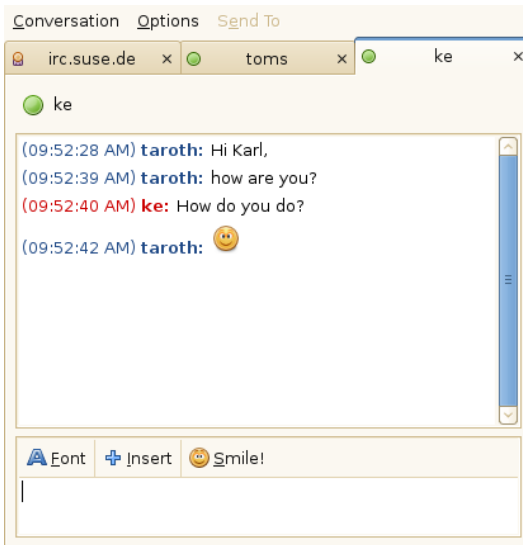 Conversation Options Send To
irc.suse.de × toms × ke ×
ke
(09:52:28 AM) taroth: Hi Karl,
(09:52:39 AM) taroth: how are you?
(09:52:40 AM) ke: How do you do?
(09:52:42 AM) taroth:
Font Insert Smile!